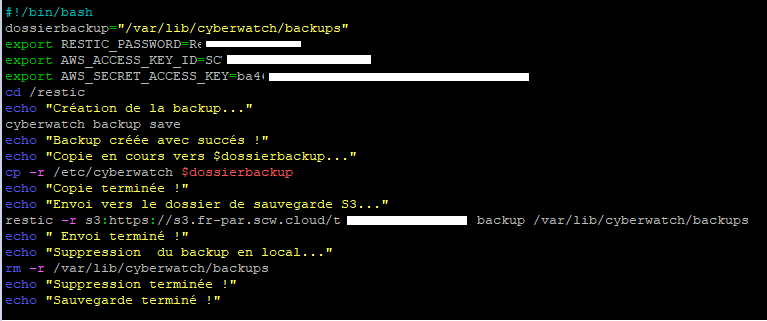 #!/bin/bash
dossierbackup="/var/lib/cyberwatch/backups"
export RESTIC_PASSWORD=Re
export AWS_ACCESS_KEY_ID=SC
export AWS_SECRET_ACCESS_KEY=ba4
cd /restic
echo "Création de la backup..."
cyberwatch backup save
echo "Backup créée avec succés !"
echo "Copie en cours vers $dossierbackup..."
cp -r /etc/cyberwatch $dossierbackup
echo "Copie terminée !"
echo "Envoi vers le dossier de sauvegarde S3..."
restic -r s3:https://s3.fr-par.scw.cloud/t backup /var/lib/cyberwatch/backups
echo " Envoi terminé !"
echo "Suppression  du backup en local..."
rm -r /var/lib/cyberwatch/backups
echo "Suppression terminée !"
echo "Sauvegarde terminé !"